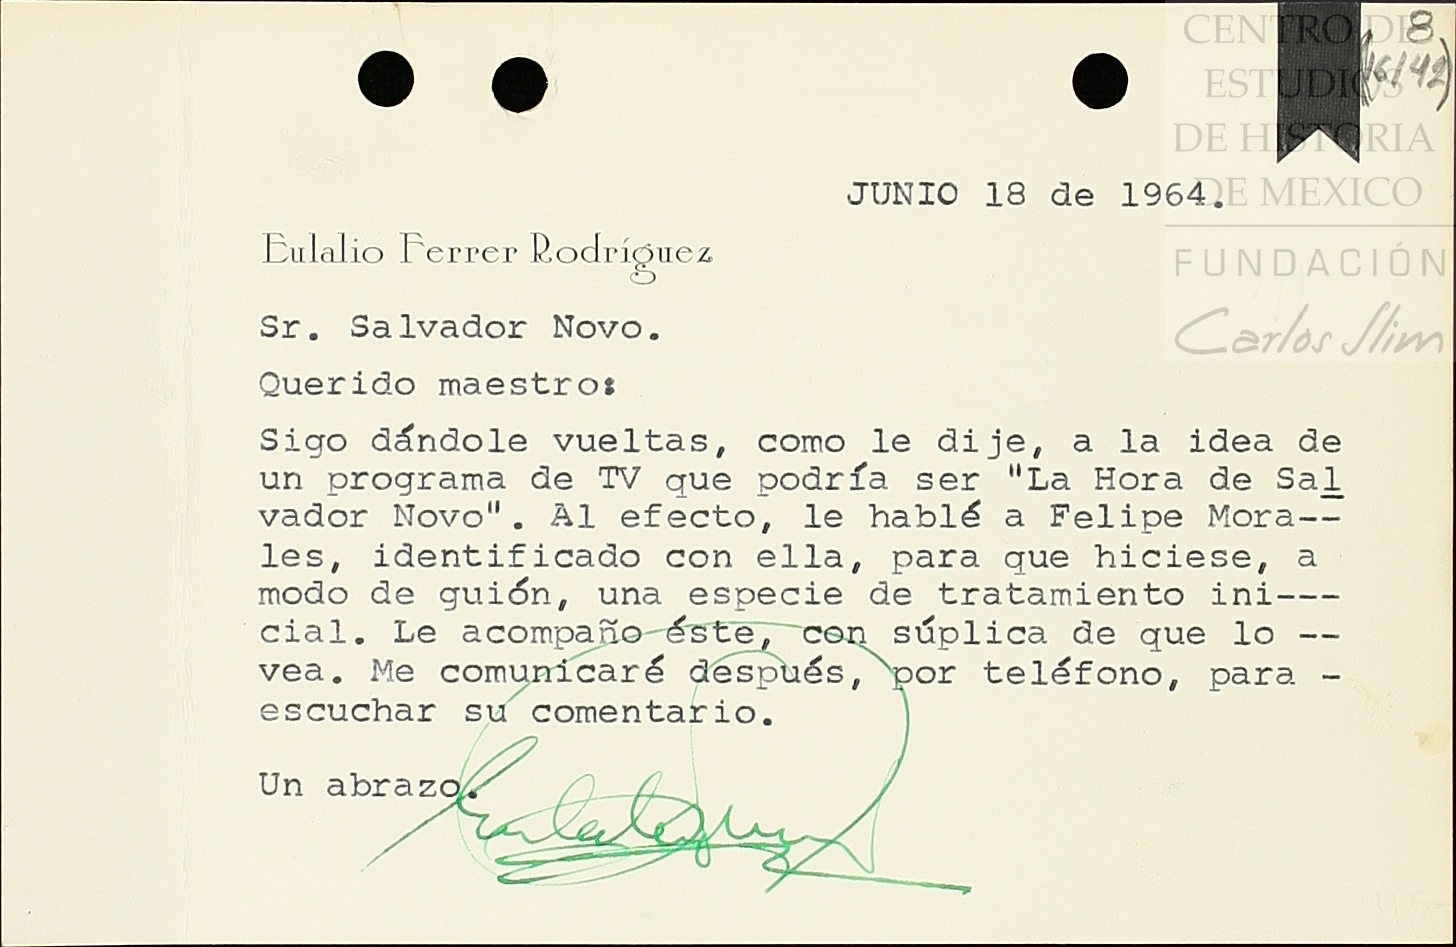 CENTRO DE
ESTUDIOS
DE HISTORIA
DE MEXICO
FUNDACIÓN
Carlos Slim
8
(16/42)
JUNIO 18 de 1964.
Eulalio Ferrer Rodríguez
Sr. Salvador Novo.
Querido maestro:
Sigo dándole vueltas, como le dije, a la idea de
un programa de TV que podría ser "La Hora de Sal
vador Novo". Al efecto, le hablé a Felipe Mora--
les, identificado con ella, para que hiciese, a
modo de guión, una especie de tratamiento ini---
cial. Le acompaño éste, con súplica de que lo --
vea. Me comunicaré después, por teléfono, para -
escuchar su comentario.
Un abrazo.